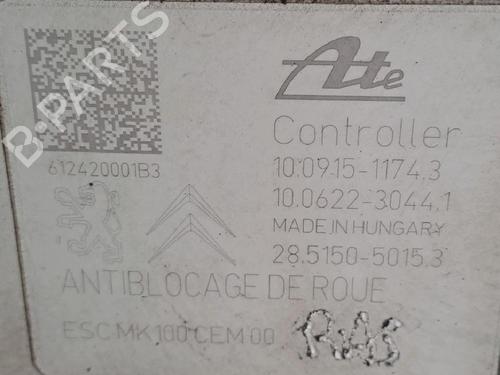 Ate
Controller
612420001B3
10.0915-1174.3
10.0622-3044.1
MADE IN HUNGARY
28.5150-5015.3
ANTIBLOCAGE DE ROUE
ESC MK100 CEM 00
B-PARTS